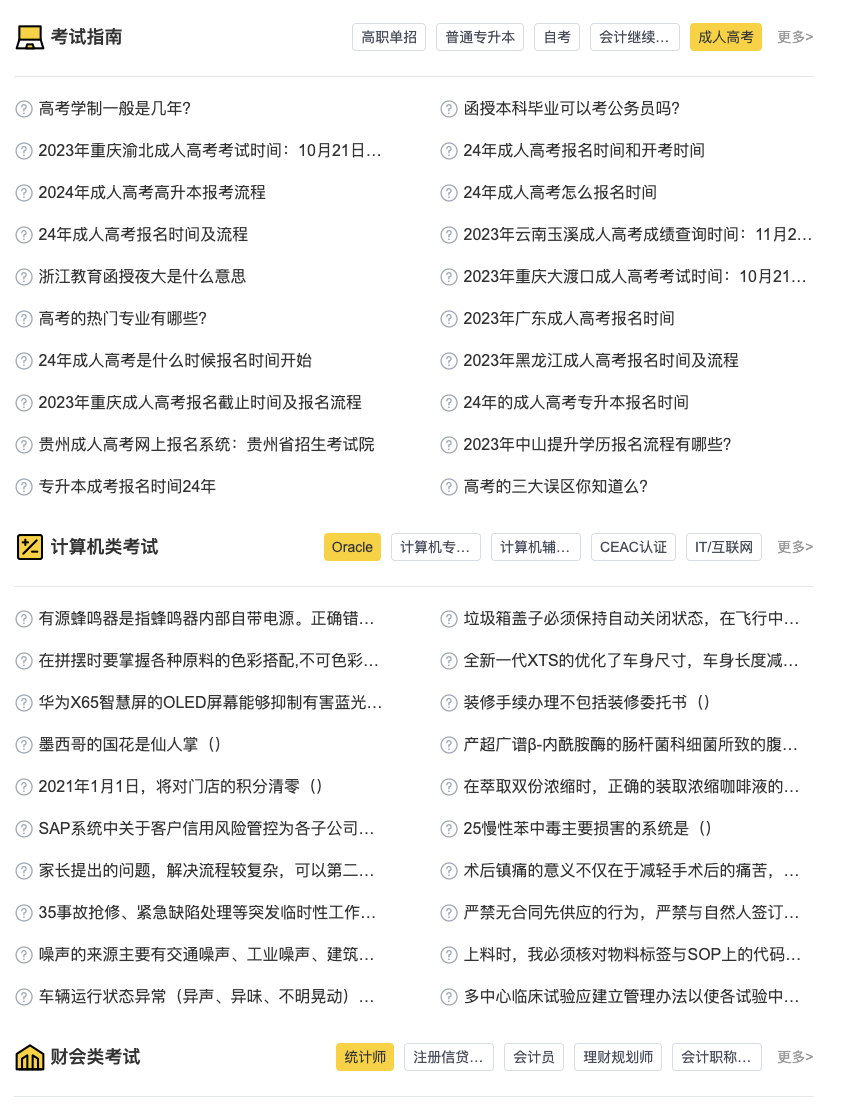 考试指南 高职单招 普通专升本 自考 会计继续... 成人高考 更多>
高考学制一般是几年? 函授本科毕业可以考公务员吗?
2023年重庆渝北成人高考考试时间：10月21日... 24年成人高考报名时间和开考时间
2024年成人高考高升本报考流程 24年成人高考怎么报名时间
24年成人高考报名时间及流程 2023年云南玉溪成人高考成绩查询时间：11月2...
浙江教育函授夜大是什么意思 2023年重庆大渡口成人高考考试时间：10月21...
高考的热门专业有哪些? 2023年广东成人高考报名时间
24年成人高考是什么时候报名时间开始 2023年黑龙江成人高考报名时间及流程
2023年重庆成人高考报名截止时间及报名流程 24年的成人高考专升本报名时间
贵州成人高考网上报名系统：贵州省招生考试院 2023年中山提升学历报名流程有哪些?
专升本成考报名时间24年 高考的三大误区你知道么?
计算机类考试 Oracle 计算机专... 计算机辅... CEAC认证 IT/互联网 更多>
有源蜂鸣器是指蜂鸣器内部自带电源。正确错... 垃圾箱盖子必须保持自动关闭状态，在飞行中...
在拼摆时要掌握各种原料的色彩搭配,不可色彩... 全新一代XTS的优化了车身尺寸，车身长度减...
华为X65智慧屏的OLED屏幕能够抑制有害蓝光... 装修手续办理不包括装修委托书（）
墨西哥的国花是仙人掌（） 产超广谱β-内酰胺酶的肠杆菌科细菌所致的腹...
2021年1月1日，将对门店的积分清零（） 在萃取双份浓缩时，正确的装取浓缩咖啡液的...
SAP系统中关于客户信用风险管控为各子公司... 25慢性苯中毒主要损害的系统是（）
家长提出的问题，解决流程较复杂，可以第二... 术后镇痛的意义不仅在于减轻手术后的痛苦，...
35事故抢修、紧急缺陷处理等突发临时性工作... 严禁无合同先供应的行为，严禁与自然人签订...
噪声的来源主要有交通噪声、工业噪声、建筑... 上料时，我必须核对物料标签与SOP上的代码...
车辆运行状态异常（异声、异味、不明晃动）... 多中心临床试验应建立管理办法以使各试验中...
财会类考试 统计师 注册信贷... 会计员 理财规划师 会计职称... 更多>